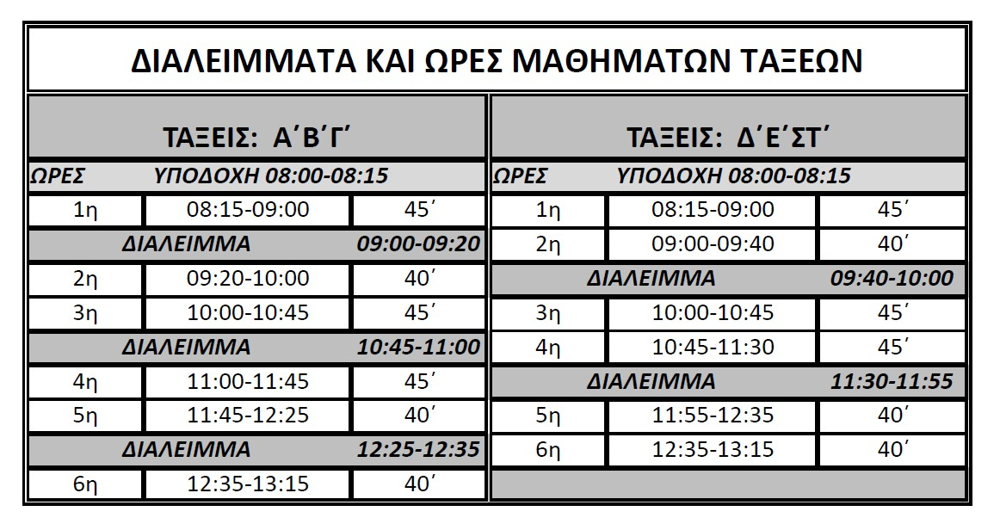 ΔΙΑΛΕΙΜΜΑΤΑ ΚΑΙ ΩΡΕΣ ΜΑΘΗΜΑΤΩΝ ΤΑΞΕΩΝ
ΤΑΞΕΙΣ: Α΄Β΄Γ΄
ΩΡΕΣ ΥΠΟΔΟΧΗ 08:00-08:15
1η 08:15-09:00 45΄
ΔΙΑΛΕΙΜΜΑ 09:00-09:20
2η 09:20-10:00 40΄
3η 10:00-10:45 45΄
ΔΙΑΛΕΙΜΜΑ 10:45-11:00
4η 11:00-11:45 45΄
5η 11:45-12:25 40΄
ΔΙΑΛΕΙΜΜΑ 12:25-12:35
6η 12:35-13:15 40΄
ΤΑΞΕΙΣ: Δ΄Ε΄ΣΤ΄
ΩΡΕΣ ΥΠΟΔΟΧΗ 08:00-08:15
1η 08:15-09:00 45΄
2η 09:00-09:40 40΄
ΔΙΑΛΕΙΜΜΑ 09:40-10:00
3η 10:00-10:45 45΄
4η 10:45-11:30 45΄
ΔΙΑΛΕΙΜΜΑ 11:30-11:55
5η 11:55-12:35 40΄
6η 12:35-13:15 40΄